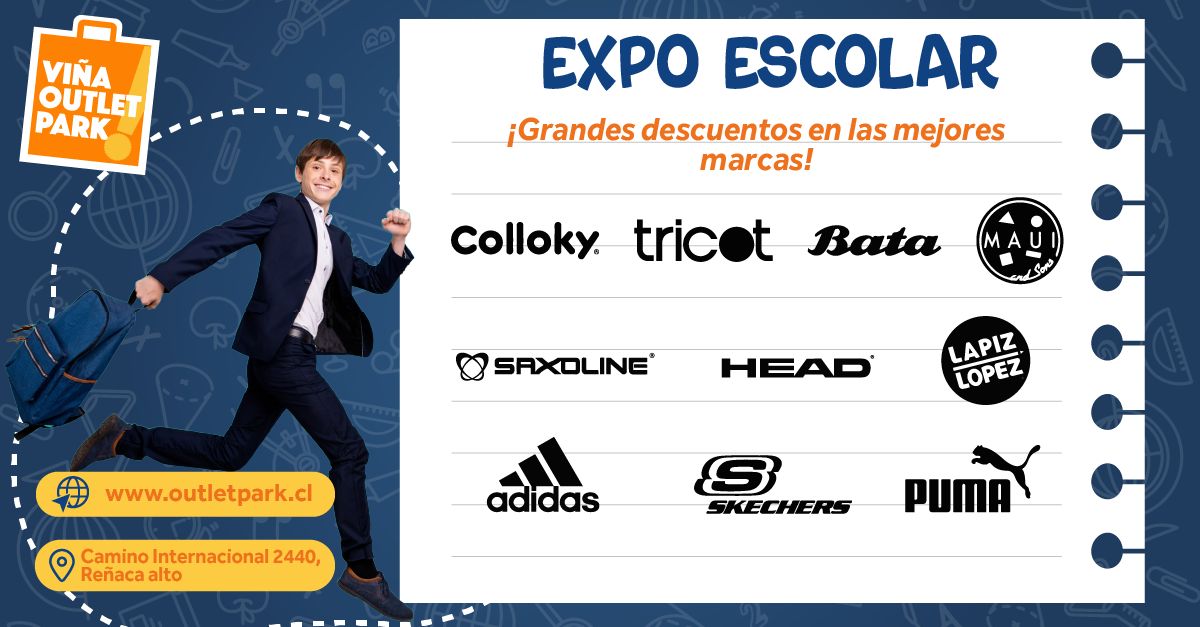 VIÑA
OUTLET
PARK
EXPO ESCOLAR
¡Grandes descuentos en las mejores
marcas!
Colloky®
tricot
Bata
MAUI
and Sons
SAXOLINE®
HEAD®
LAPIZ
LOPEZ
adidas
SKECHERS
PUMA
www.outletpark.cl
Camino Internacional 2440,
Reñaca alto